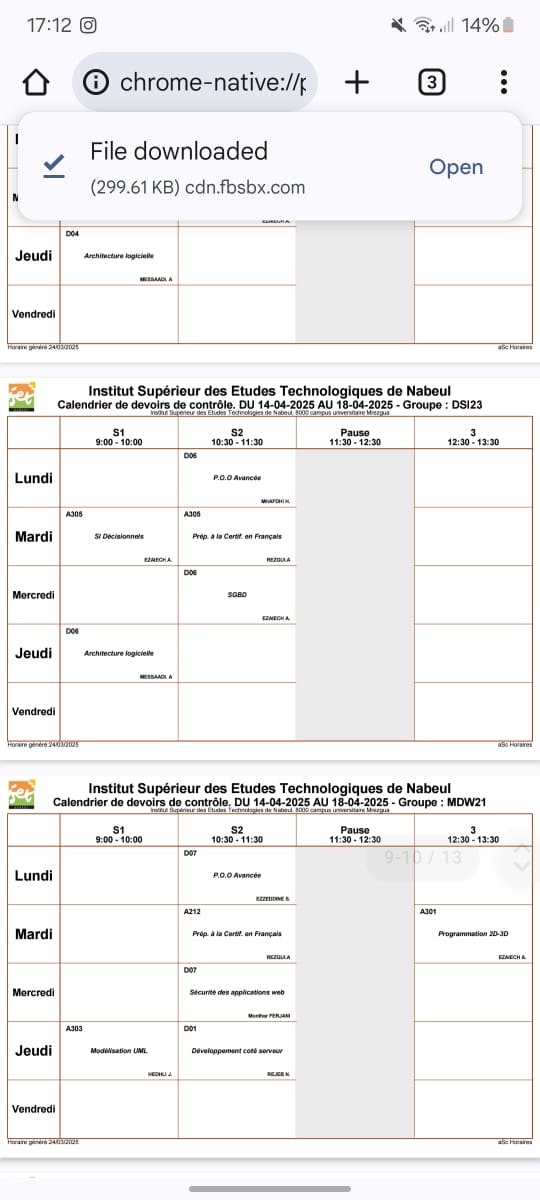 17:12
14%
chrome-native://p
3
File downloaded
(299.61 KB) cdn.fbsbx.com
Open
D04
Jeudi
Architecture logicielle
MESSAADI. A
Vendredi
Horaire généré:24/03/2025
aSc Horaires
Institut Supérieur des Etudes Technologiques de Nabeul
Calendrier de devoirs de contrôle. DU 14-04-2025 AU 18-04-2025 - Groupe : DSI23
Institut Supérieur des Etudes Technologies de Nabeul, 8000 campus universitaire Mrezgua
S1 S2 Pause 3
9:00 - 10:00 10:30 - 11:30 11:30 - 12:30 12:30 - 13:30
D06
Lundi
P.O.O Avancée
MHAFDHI H.
A305 A305
Mardi
SI Décisionnels Prép. à la Certif. en Français
EZAIECH A. REZGUI.A
D06
Mercredi
SGBD
EZAIECH A.
D06
Jeudi
Architecture logicielle
MESSAADI. A
Vendredi
Horaire généré:24/03/2025
aSc Horaires
Institut Supérieur des Etudes Technologiques de Nabeul
Calendrier de devoirs de contrôle. DU 14-04-2025 AU 18-04-2025 - Groupe : MDW21
Institut Supérieur des Etudes Technologies de Nabeul, 8000 campus universitaire Mrezgua
S1 S2 Pause 3
9:00 - 10:00 10:30 - 11:30 11:30 - 12:30 12:30 - 13:30
9-10 / 13
D07
Lundi
P.O.O Avancée
EZZEDDINE S.
A212 A301
Mardi
Prép. à la Certif. en Français Programmation 2D-3D
REZGUI.A EZAIECH A.
D07
Mercredi
Sécurité des applications web
Monther FERJANI
A303 D01
Jeudi
Modélisation UML Développement coté serveur
HEDHLI J. REJEB N.
Vendredi
Horaire généré:24/03/2025
aSc Horaires